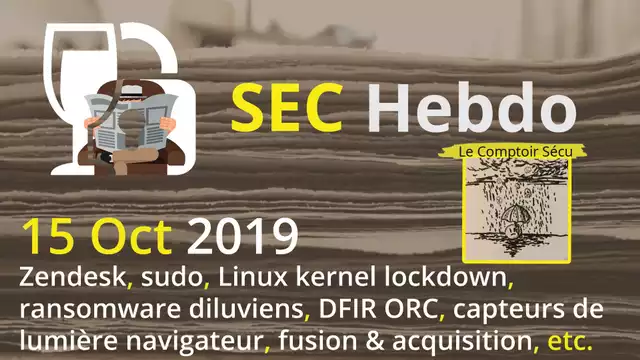 SEC Hebdo
Le Comptoir Sécu
15 Oct 2019
Zendesk, sudo, Linux kernel lockdown,
ransomware diluviens, DFIR ORC, capteurs de
lumière navigateur, fusion & acquisition, etc.